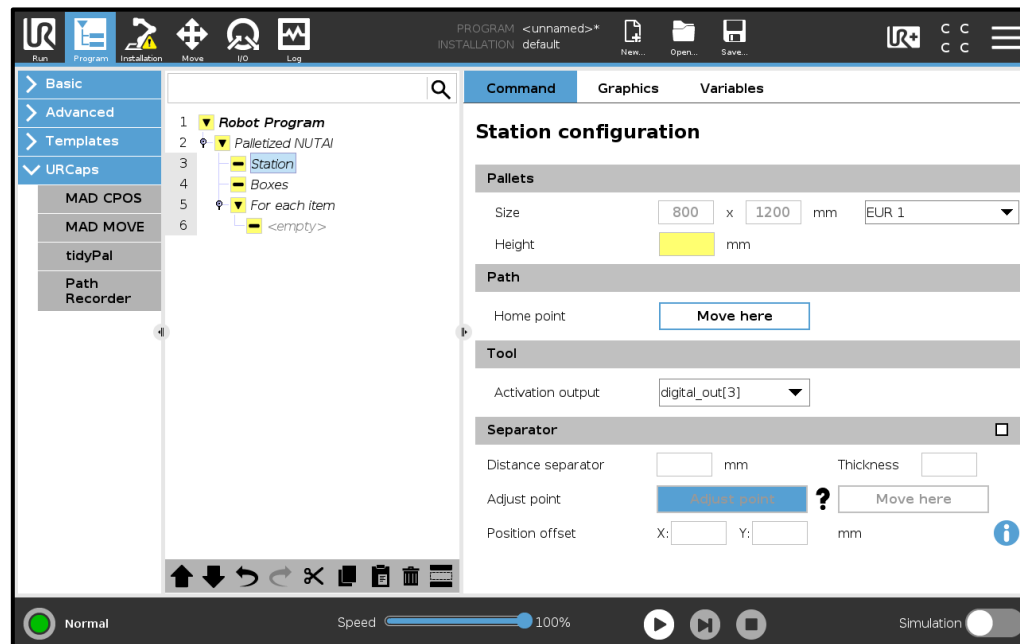 PROGRAM <unnamed>*
INSTALLATION default
UR
Run
Program
Installation
Move
I/O
Log
New...
Open...
Save...
UR+
C C
C C
Basic
Advanced
Templates
URCaps
MAD CPOS
MAD MOVE
tidyPal
Path
Recorder
1 Robot Program
2 Palletized NUTAI
3 Station
4 Boxes
5 For each item
6 <empty>
Command Graphics Variables
Station configuration
Pallets
Size 800 x 1200 mm EUR 1
Height mm
Path
Home point Move here
Tool
Activation output digital_out[3]
Separator
Distance separator mm Thickness
Adjust point Adjust point ? Move here
Position offset X: Y: mm i
Normal
Speed 100%
Simulation